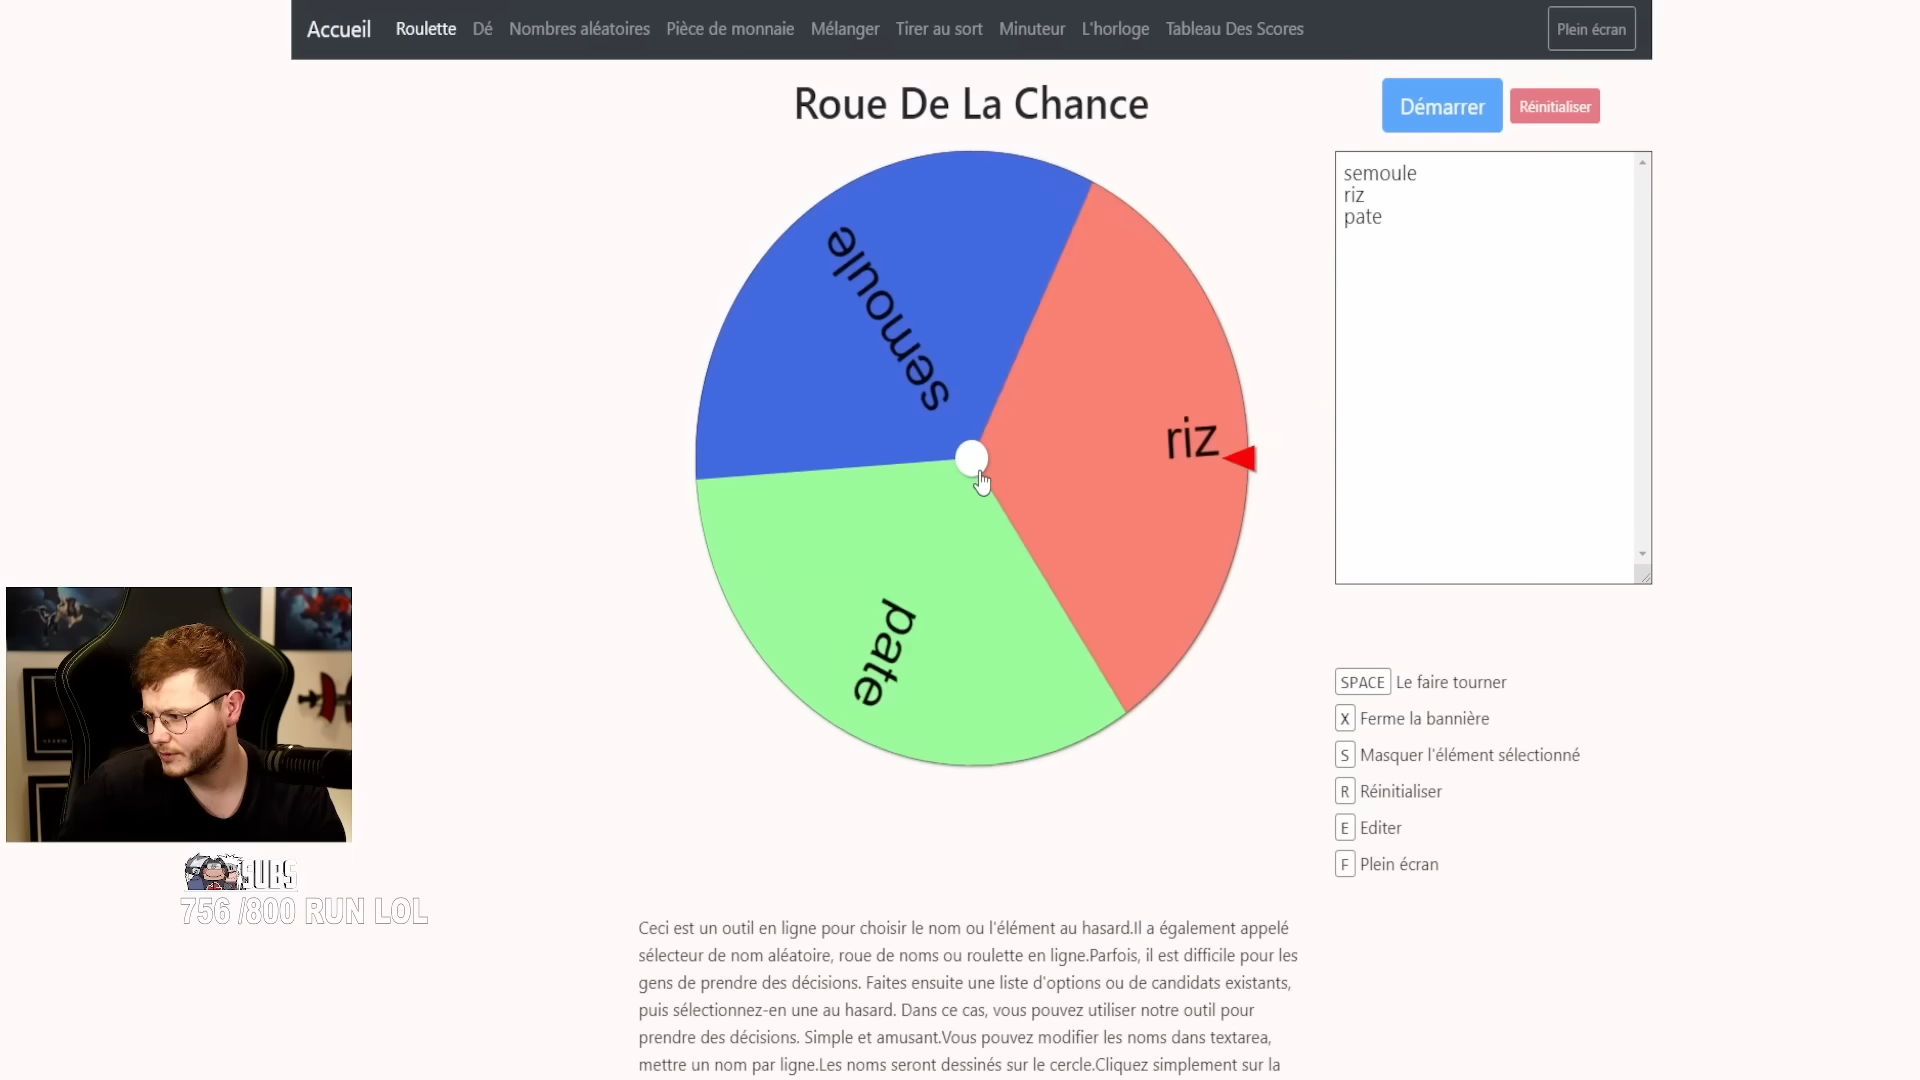 Accueil Roulette Dé Nombres aléatoires Pièce de monnaie Mélanger Tirer au sort Minuteur L'horloge Tableau Des Scores Plein écran
Roue De La Chance
Démarrer Réinitialiser
semoule
riz
pate
semoule
riz
pate
SPACE Le faire tourner
X Ferme la bannière
S Masquer l'élément sélectionné
R Réinitialiser
E Editer
F Plein écran
SUBS
756 /800 RUN LOL
Ceci est un outil en ligne pour choisir le nom ou l'élément au hasard.Il a également appelé
sélecteur de nom aléatoire, roue de noms ou roulette en ligne.Parfois, il est difficile pour les
gens de prendre des décisions. Faites ensuite une liste d'options ou de candidats existants,
puis sélectionnez-en une au hasard. Dans ce cas, vous pouvez utiliser notre outil pour
prendre des décisions. Simple et amusant.Vous pouvez modifier les noms dans textarea,
mettre un nom par ligne.Les noms seront dessinés sur le cercle.Cliquez simplement sur la